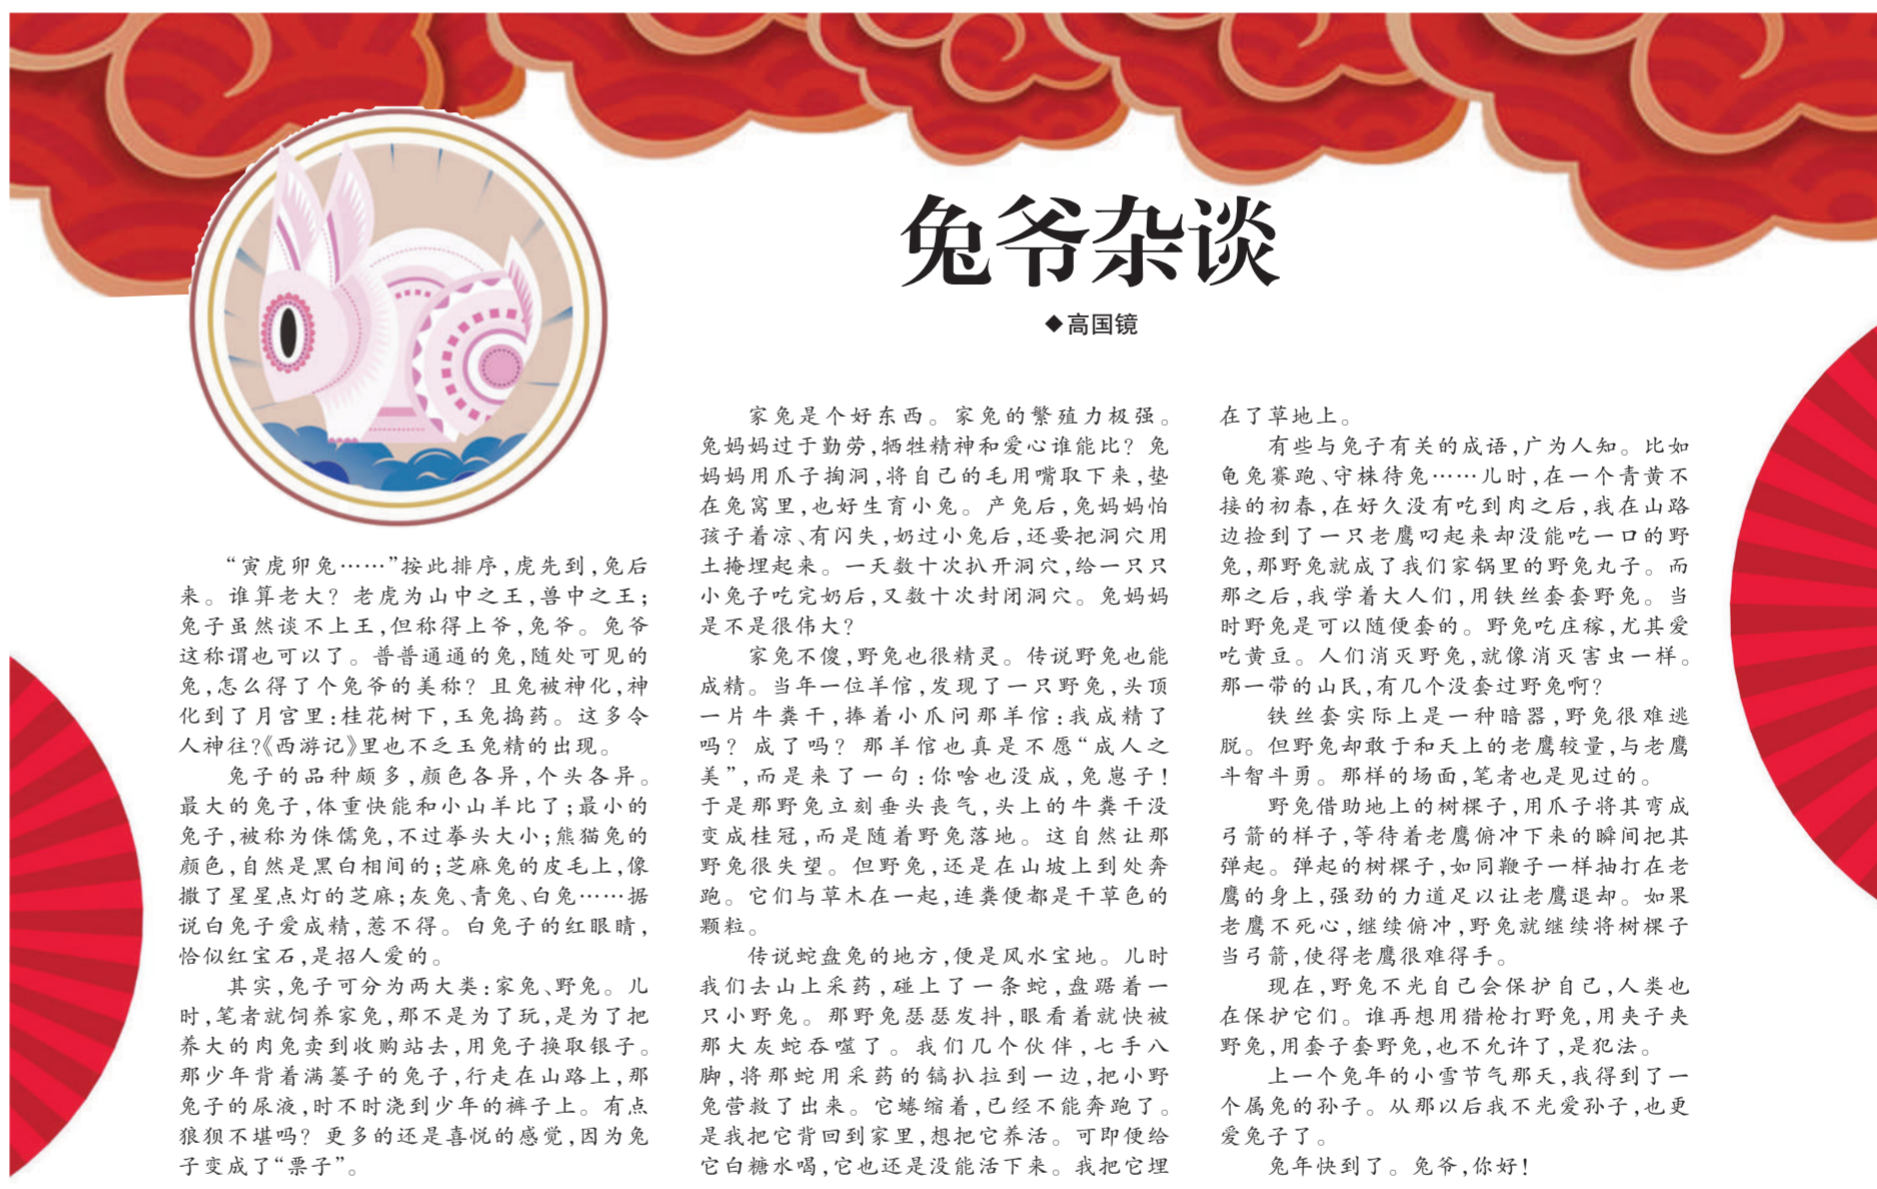 兔爷杂谈
◆高国镜
“寅虎卯兔……”按此排序,虎先到,兔后
来。谁算老大？老虎为山中之王,兽中之王;
兔子虽然谈不上王,但称得上爷,兔爷。兔爷
这称谓也可以了。普普通通的兔,随处可见的
兔,怎么得了个兔爷的美称？且兔被神化,神
化到了月宫里:桂花树下,玉兔捣药。这多令
人神往?《西游记》里也不乏玉兔精的出现。
兔子的品种颇多,颜色各异,个头各异。
最大的兔子,体重快能和小山羊比了;最小的
兔子,被称为侏儒兔,不过拳头大小;熊猫兔的
颜色,自然是黑白相间的;芝麻兔的皮毛上,像
撒了星星点灯的芝麻;灰兔、青兔、白兔……据
说白兔子爱成精,惹不得。白兔子的红眼睛,
恰似红宝石,是招人爱的。
其实,兔子可分为两大类:家兔、野兔。儿
时,笔者就饲养家兔,那不是为了玩,是为了把
养大的肉兔卖到收购站去,用兔子换取银子。
那少年背着满篓子的兔子,行走在山路上,那
兔子的尿液,时不时浇到少年的裤子上。有点
狼狈不堪吗？更多的还是喜悦的感觉,因为兔
子变成了“票子”。
家兔是个好东西。家兔的繁殖力极强。
兔妈妈过于勤劳,牺牲精神和爱心谁能比？兔
妈妈用爪子掏洞,将自己的毛用嘴取下来,垫
在兔窝里,也好生育小兔。产兔后,兔妈妈怕
孩子着凉、有闪失,奶过小兔后,还要把洞穴用
土掩埋起来。一天数十次扒开洞穴,给一只只
小兔子吃完奶后,又数十次封闭洞穴。兔妈妈
是不是很伟大？
家兔不傻,野兔也很精灵。传说野兔也能
成精。当年一位羊倌,发现了一只野兔,头顶
一片牛粪干,捧着小爪问那羊倌:我成精了
吗？成了吗？那羊倌也真是不愿“成人之
美”,而是来了一句:你啥也没成,兔崽子!
于是那野兔立刻垂头丧气,头上的牛粪干没
变成桂冠,而是随着野兔落地。这自然让那
野兔很失望。但野兔,还是在山坡上到处奔
跑。它们与草木在一起,连粪便都是干草色的
颗粒。
传说蛇盘兔的地方,便是风水宝地。儿时
我们去山上采药,碰上了一条蛇,盘踞着一
只小野兔。那野兔瑟瑟发抖,眼看着就快被
那大灰蛇吞噬了。我们几个伙伴,七手八
脚,将那蛇用采药的镐扒拉到一边,把小野
兔营救了出来。它蜷缩着,已经不能奔跑了。
是我把它背回到家里,想把它养活。可即便给
它白糖水喝,它也还是没能活下来。我把它埋
在了草地上。
有些与兔子有关的成语,广为人知。比如
龟兔赛跑、守株待兔……儿时,在一个青黄不
接的初春,在好久没有吃到肉之后,我在山路
边捡到了一只老鹰叼起来却没能吃一口的野
兔,那野兔就成了我们家锅里的野兔丸子。而
那之后,我学着大人们,用铁丝套套野兔。当
时野兔是可以随便套的。野兔吃庄稼,尤其爱
吃黄豆。人们消灭野兔,就像消灭害虫一样。
那一带的山民,有几个没套过野兔啊?
铁丝套实际上是一种暗器,野兔很难逃
脱。但野兔却敢于和天上的老鹰较量,与老鹰
斗智斗勇。那样的场面,笔者也是见过的。
野兔借助地上的树棵子,用爪子将其弯成
弓箭的样子,等待着老鹰俯冲下来的瞬间把其
弹起。弹起的树棵子,如同鞭子一样抽打在老
鹰的身上,强劲的力道足以让老鹰退却。如果
老鹰不死心,继续俯冲,野兔就继续将树棵子
当弓箭,使得老鹰很难得手。
现在,野兔不光自己会保护自己,人类也
在保护它们。谁再想用猎枪打野兔,用夹子夹
野兔,用套子套野兔,也不允许了,是犯法。
上一个兔年的小雪节气那天,我得到了一
个属兔的孙子。从那以后我不光爱孙子,也更
爱兔子了。
兔年快到了。兔爷,你好!